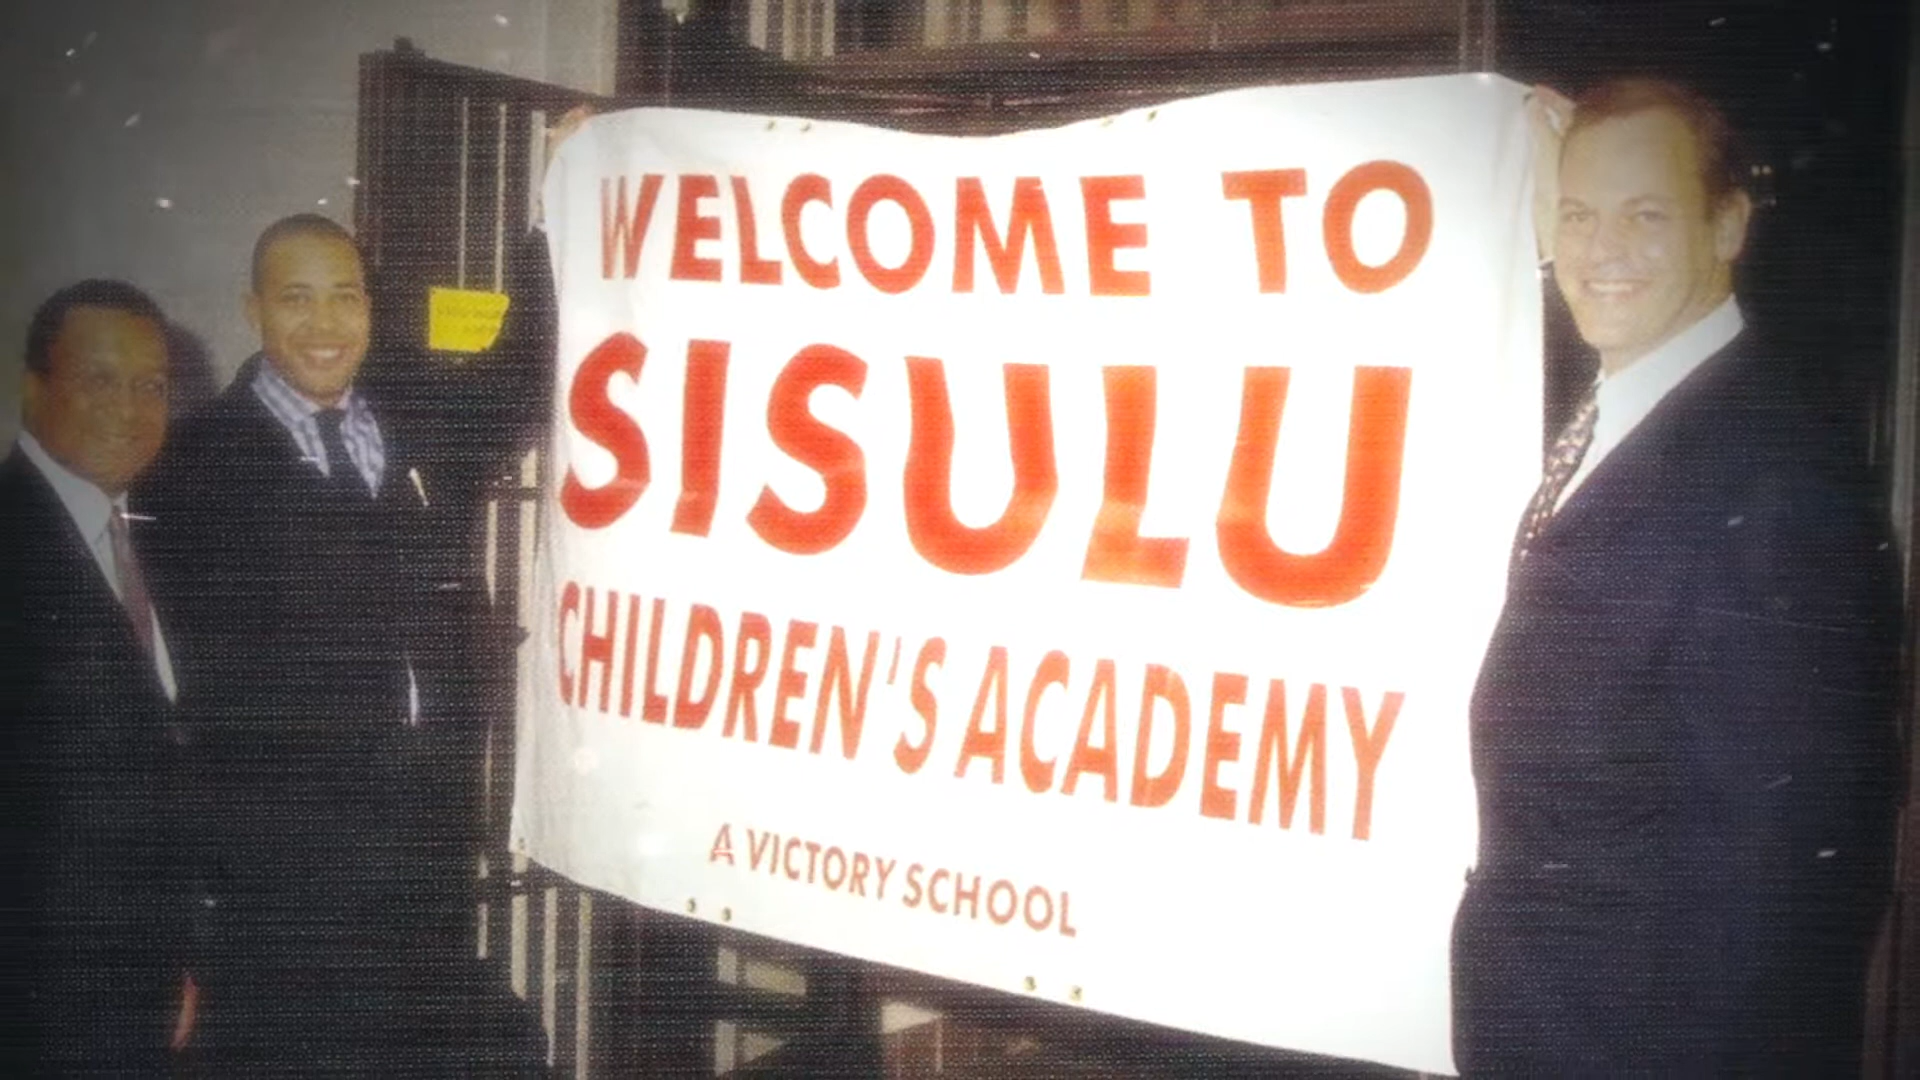 WELCOME TO
SISULU
CHILDREN'S ACADEMY
A VICTORY SCHOOL